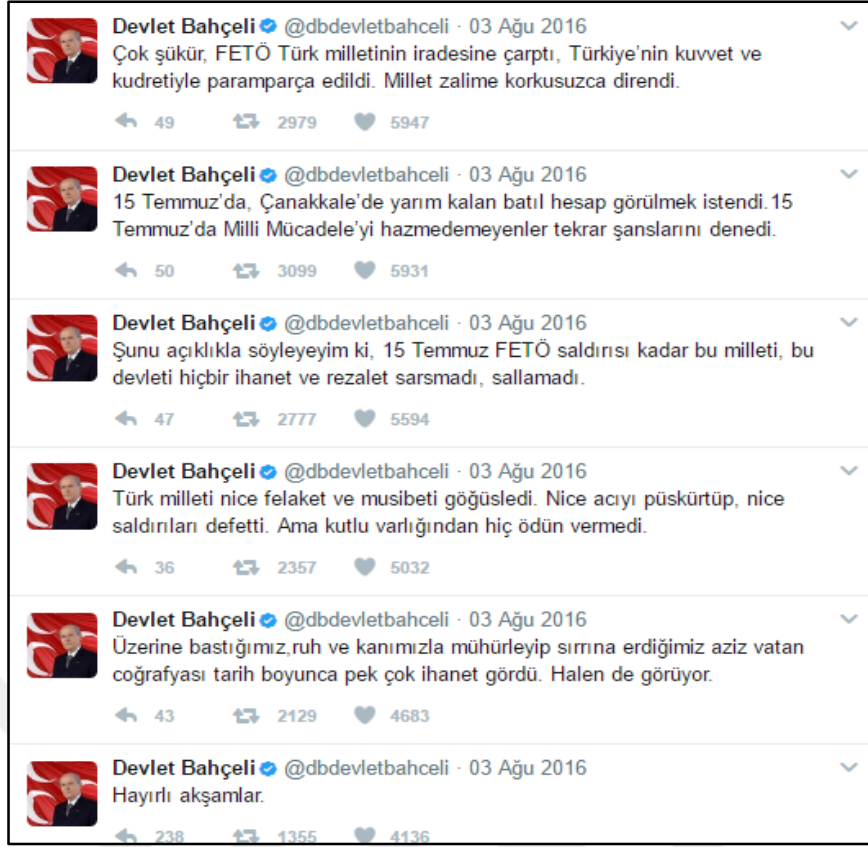 Devlet Bahçeli @dbdevletbahceli · 03 Ağu 2016
Çok şükür, FETÖ Türk milletinin iradesine çarptı, Türkiye'nin kuvvet ve
kudretiyle paramparça edildi. Millet zalime korkusuzca direndi.
49 2979 5947
Devlet Bahçeli @dbdevletbahceli · 03 Ağu 2016
15 Temmuz'da, Çanakkale'de yarım kalan batıl hesap görülmek istendi.15
Temmuz'da Milli Mücadele'yi hazmedemeyenler tekrar şanslarını denedi.
50 3099 5931
Devlet Bahçeli @dbdevletbahceli · 03 Ağu 2016
Şunu açıklıkla söyleyeyim ki, 15 Temmuz FETÖ saldırısı kadar bu milleti, bu
devleti hiçbir ihanet ve rezalet sarsmadı, sallamadı.
47 2777 5594
Devlet Bahçeli @dbdevletbahceli · 03 Ağu 2016
Türk milleti nice felaket ve musibeti göğüsledi. Nice acıyı püskürtüp, nice
saldırıları defetti. Ama kutlu varlığından hiç ödün vermedi.
36 2357 5032
Devlet Bahçeli @dbdevletbahceli · 03 Ağu 2016
Üzerine bastığımız,ruh ve kanımızla mühürleyip sırrına erdiğimiz aziz vatan
coğrafyası tarih boyunca pek çok ihanet gördü. Halen de görüyor.
43 2129 4683
Devlet Bahçeli @dbdevletbahceli · 03 Ağu 2016
Hayırlı akşamlar.
238 1355 4136